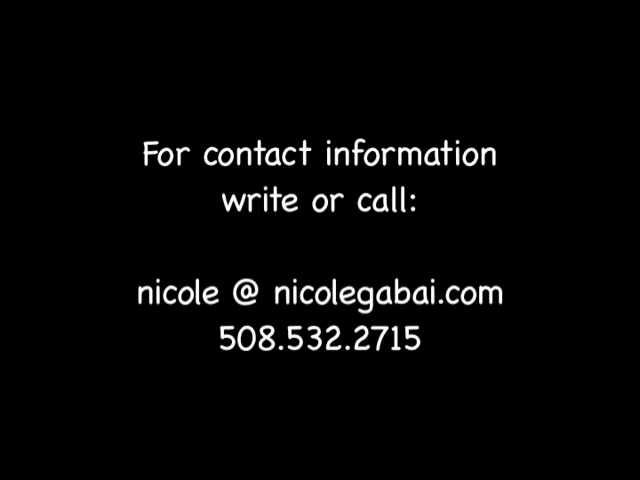 For contact information
write or call:
nicole @ nicolegabai.com
508.532.2715